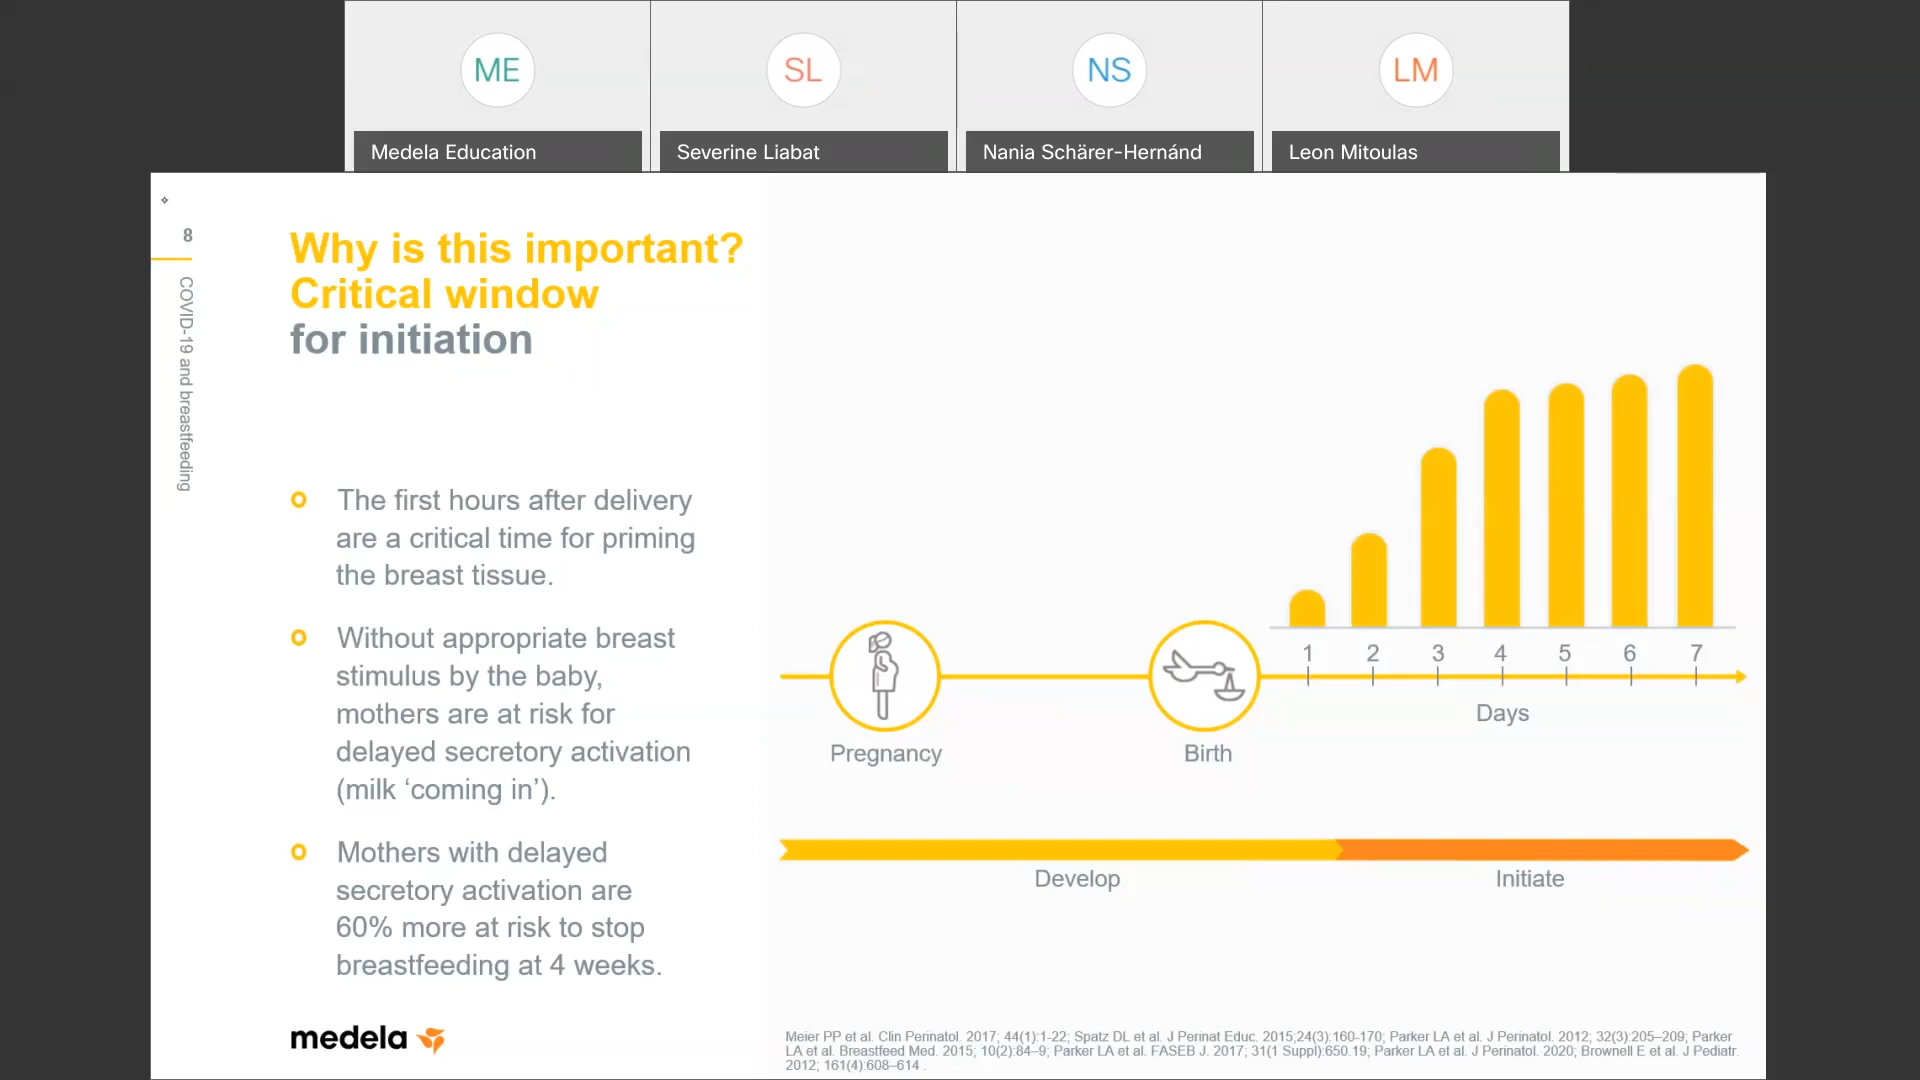 ME
SL
NS
LM
Medela Education
Severine Liabat
Nania Schärer-Hernánd
Leon Mitoulas
8
COVID-19 and breastfeeding
Why is this important?
Critical window
for initiation
The first hours after delivery
are a critical time for priming
the breast tissue.
Without appropriate breast
stimulus by the baby,
mothers are at risk for
delayed secretory activation
(milk ‘coming in’).
Mothers with delayed
secretory activation are
60% more at risk to stop
breastfeeding at 4 weeks.
1 2 3 4 5 6 7
Days
Pregnancy
Birth
Develop
Initiate
medela
Meier PP et al. Clin Perinatol. 2017; 44(1):1-22; Spatz DL et al. J Perinat Educ. 2015;24(3):160-170; Parker LA et al. J Perinatol. 2012; 32(3):205–209; Parker
LA et al. Breastfeed Med. 2015; 10(2):84–9; Parker LA et al. FASEB J. 2017; 31(1 Suppl):650.19; Parker LA et al. J Perinatol. 2020; Brownell E et al. J Pediatr.
2012; 161(4):608–614 .